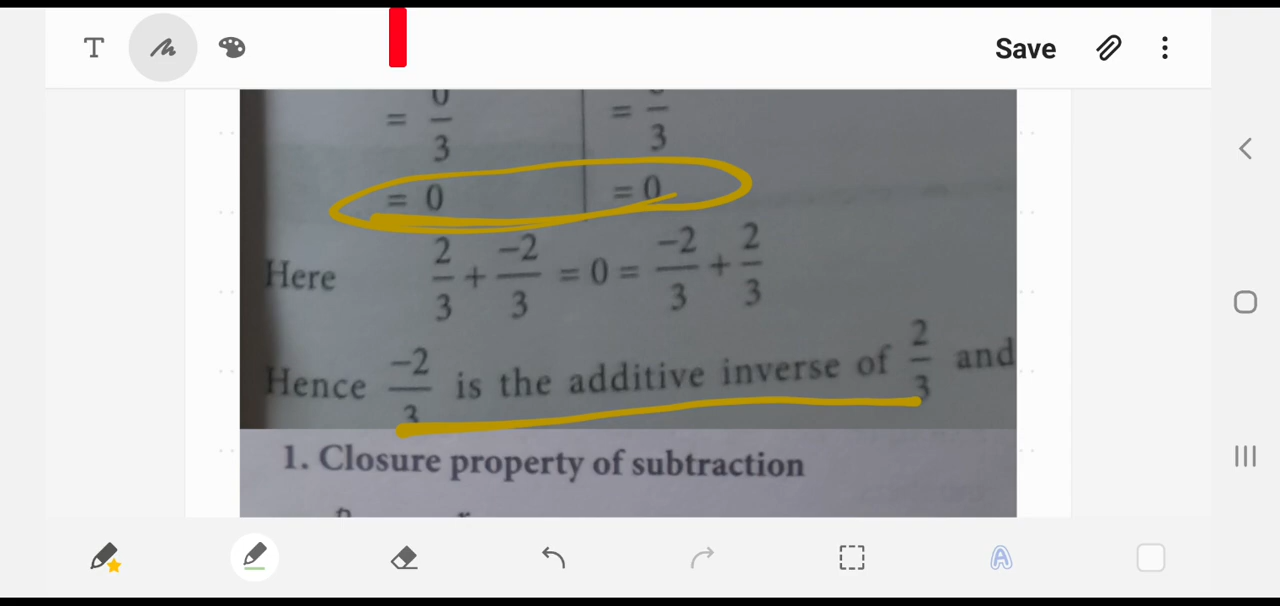 T
Save
= 0/3 = /3
= 0 = 0
Here 2/3 + -2/3 = 0 = -2/3 + 2/3
Hence -2/3 is the additive inverse of 2/3 and
1. Closure property of subtraction